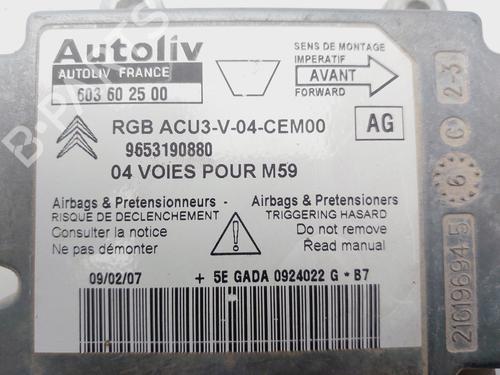 Autoliv
AUTOLIV FRANCE
603 60 25 00
SENS DE MONTAGE
IMPERATIF
AVANT
FORWARD
RGB ACU3-V-04-CEM00
AG
9653190880
04 VOIES POUR M59
Airbags & Pretensionneurs -
RISQUE DE DECLENCHEMENT
Consulter la notice
Ne pas démonter
- Airbags & Pretensioners
TRIGGERING HASARD
Do not remove
Read manual
09/02/07
+ 5E GADA 0924022 G * B7
2-3
C
6
21019694.5
B-PARTS